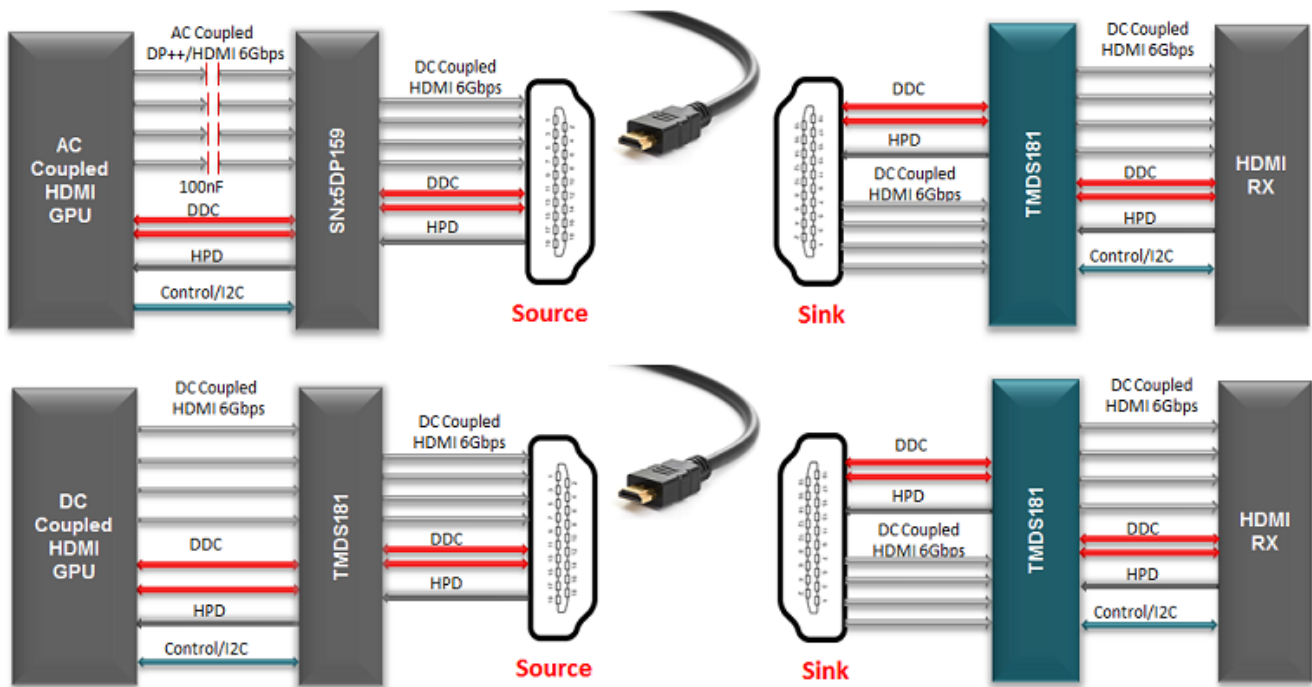 AC Coupled
DP++/HDMI 6Gbps
AC
Coupled
HDMI
GPU
100nF
DDC
HPD
Control/I2C
SNx5DP159
DC Coupled
HDMI 6Gbps
DDC
HPD
Source
DDC
HPD
DC Coupled
HDMI 6Gbps
Sink
TMDS181
DC Coupled
HDMI 6Gbps
DDC
HPD
Control/I2C
HDMI
RX
DC Coupled
HDMI 6Gbps
DC
Coupled
HDMI
GPU
DDC
HPD
Control/I2C
TMDS181
DC Coupled
HDMI 6Gbps
DDC
HPD
Source
DDC
HPD
DC Coupled
HDMI 6Gbps
Sink
TMDS181
DC Coupled
HDMI 6Gbps
DDC
HPD
Control/I2C
HDMI
RX